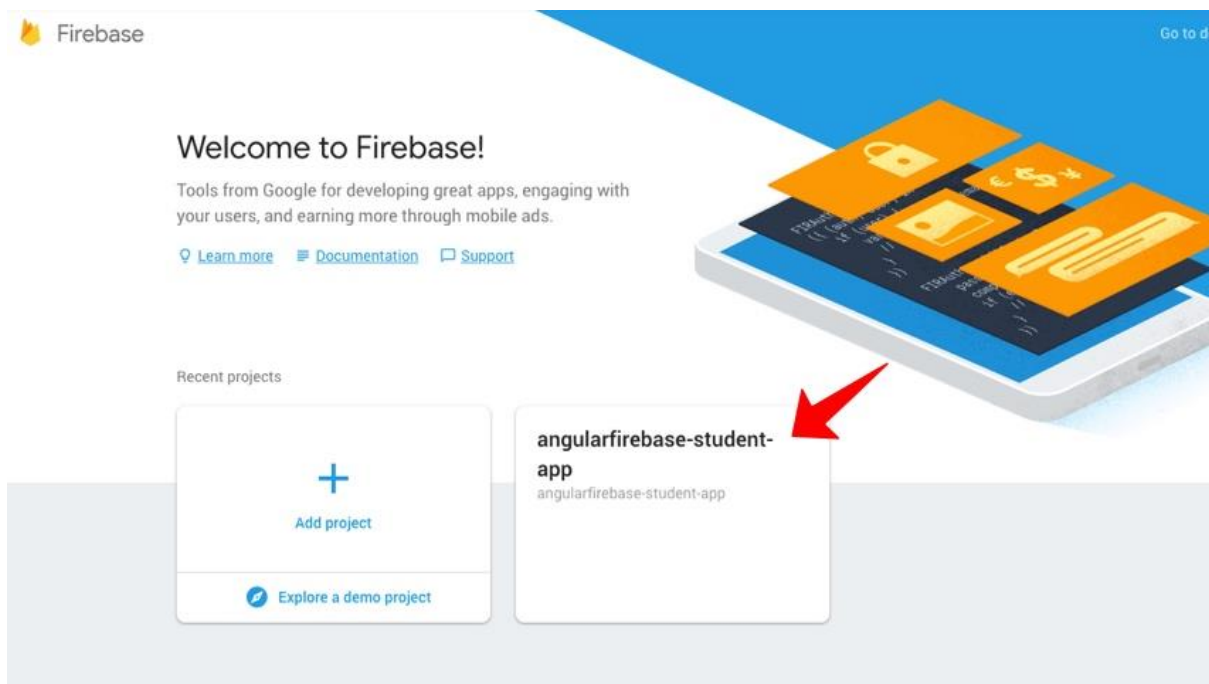 Firebase
Go to d
Welcome to Firebase!
Tools from Google for developing great apps, engaging with
your users, and earning more through mobile ads.
Learn more Documentation Support
Recent projects
Add project
Explore a demo project
angularfirebase-student-
app
angularfirebase-student-app